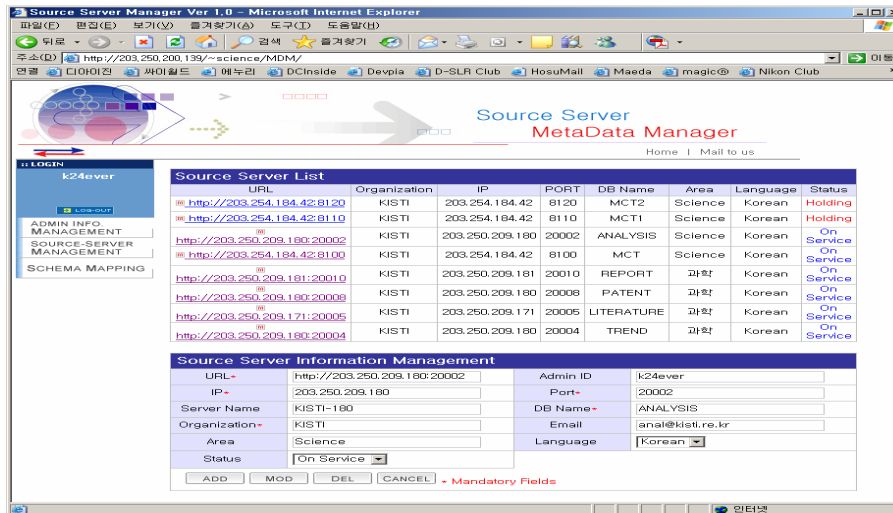 Source Server Manager Ver 1.0 - Microsoft Internet Explorer
파일(F) 편집(E) 보기(V) 즐겨찾기(A) 도구(T) 도움말(H)
뒤로 검색 즐겨찾기
주소(D) http://203.250.200.139/~science/MDM/ 이동
연결 디아이진 싸이월드 에누리 DCInside Devpia D-SLR Club HosuMail Maeda magic® Nikon Club
Source Server
MetaData Manager
Home | Mail to us
:: LOGIN
k24ever
LOG-OUT
ADMIN INFO.
MANAGEMENT
SOURCE-SERVER
MANAGEMENT
SCHEMA MAPPING
Source Server List
URL Organization IP PORT DB Name Area Language Status
http://203.254.184.42:8120 KISTI 203.254.184.42 8120 MCT2 Science Korean Holding
http://203.254.184.42:8110 KISTI 203.254.184.42 8110 MCT1 Science Korean Holding
http://203.250.209.180:20002 KISTI 203.250.209.180 20002 ANALYSIS Science Korean On Service
http://203.254.184.42:8100 KISTI 203.254.184.42 8100 MCT Science Korean On Service
http://203.250.209.181:20010 KISTI 203.250.209.181 20010 REPORT 과학 Korean On Service
http://203.250.209.180:20008 KISTI 203.250.209.180 20008 PATENT 과학 Korean On Service
http://203.250.209.171:20005 KISTI 203.250.209.171 20005 LITERATURE 과학 Korean On Service
http://203.250.209.180:20004 KISTI 203.250.209.180 20004 TREND 과학 Korean On Service
Source Server Information Management
URL* http://203.250.209.180:20002 Admin ID k24ever
IP* 203.250.209.180 Port* 20002
Server Name KISTI-180 DB Name* ANALYSIS
Organization* KISTI Email anal@kisti.re.kr
Area Science Language Korean
Status On Service
ADD MOD DEL CANCEL * Mandatory Fields
인터넷